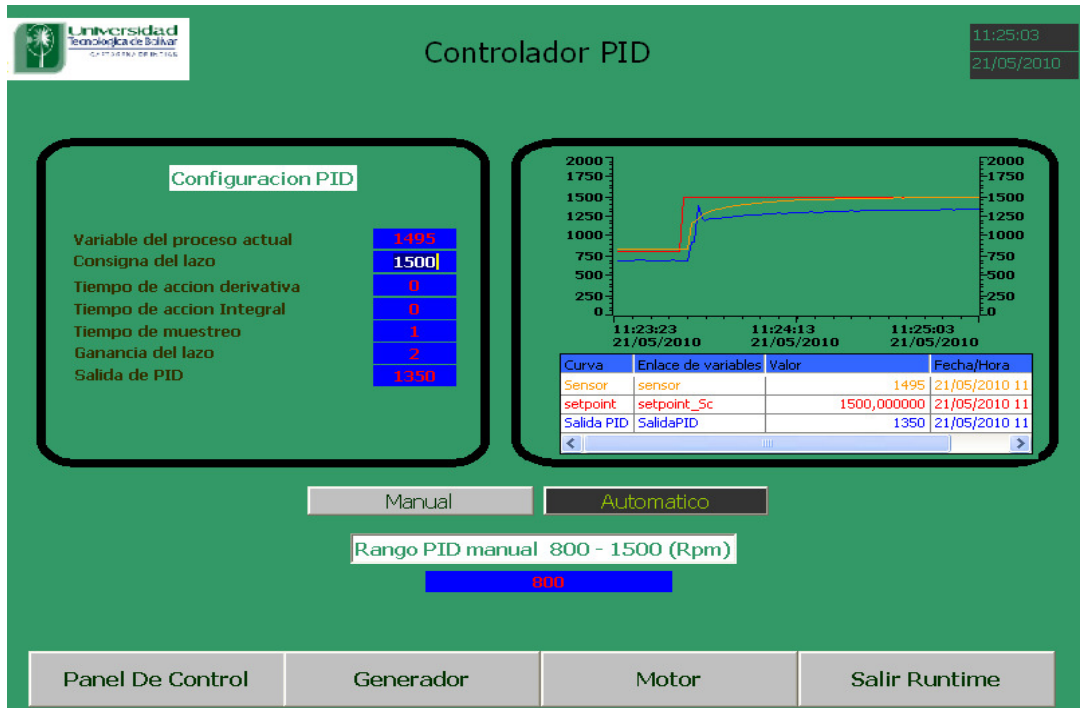 Universidad
Tecnologica de Bolivar
Controlador PID
11:25:03
21/05/2010
Configuracion PID
Variable del proceso actual 1495
Consigna del lazo 1500
Tiempo de accion derivativa 0
Tiempo de accion Integral 0
Tiempo de muestreo 1
Ganancia del lazo 2
Salida de PID 1350
2000 2000
1750 1750
1500 1500
1250 1250
1000 1000
750 750
500 500
250 250
0 0
11:23:23 11:24:13 11:25:03
21/05/2010 21/05/2010 21/05/2010
Curva Enlace de variables Valor Fecha/Hora
Sensor sensor 1495 21/05/2010 11
setpoint setpoint_Sc 1500,000000 21/05/2010 11
Salida PID SalidaPID 1350 21/05/2010 11
Manual Automatico
Rango PID manual 800 - 1500 (Rpm)
800
Panel De Control Generador Motor Salir Runtime